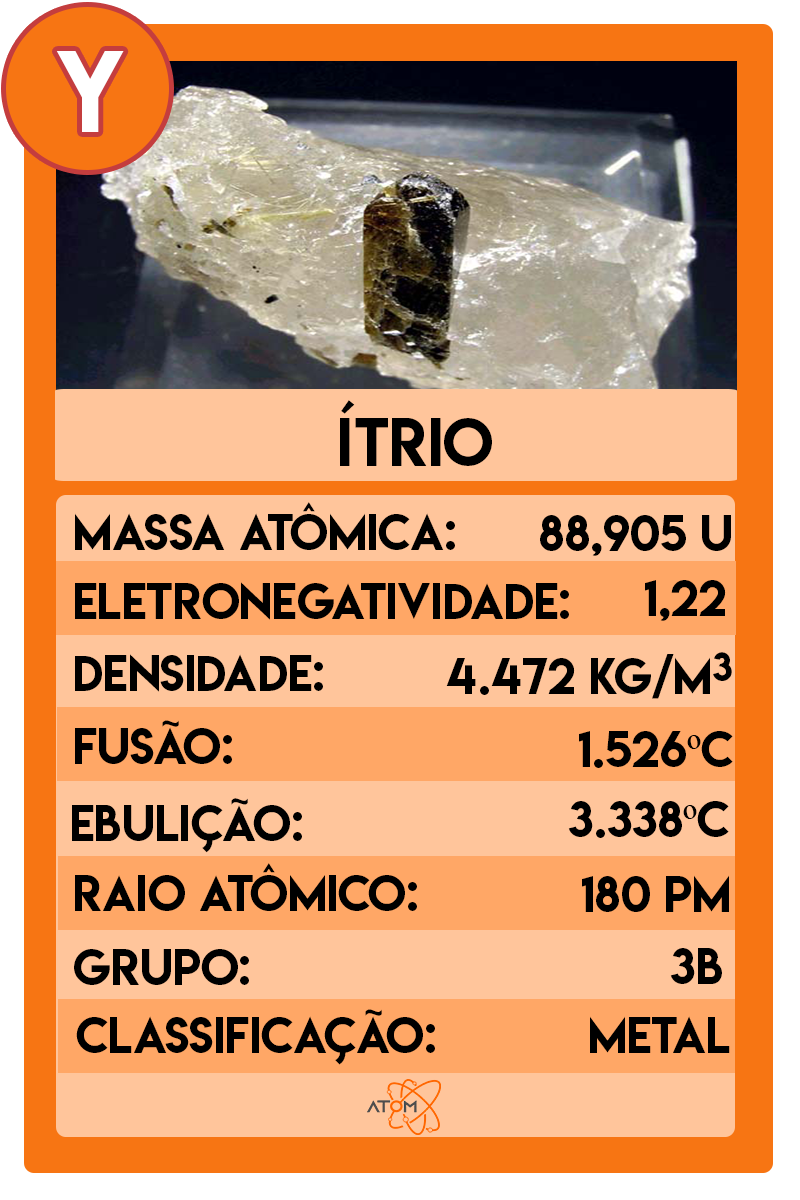 Y
ÍTRIO
MASSA ATÔMICA: 88,905 U
ELETRONEGATIVIDADE: 1,22
DENSIDADE: 4.472 KG/M³
FUSÃO: 1.526ºC
EBULIÇÃO: 3.338ºC
RAIO ATÔMICO: 180 PM
GRUPO: 3B
CLASSIFICAÇÃO: METAL
ATOM